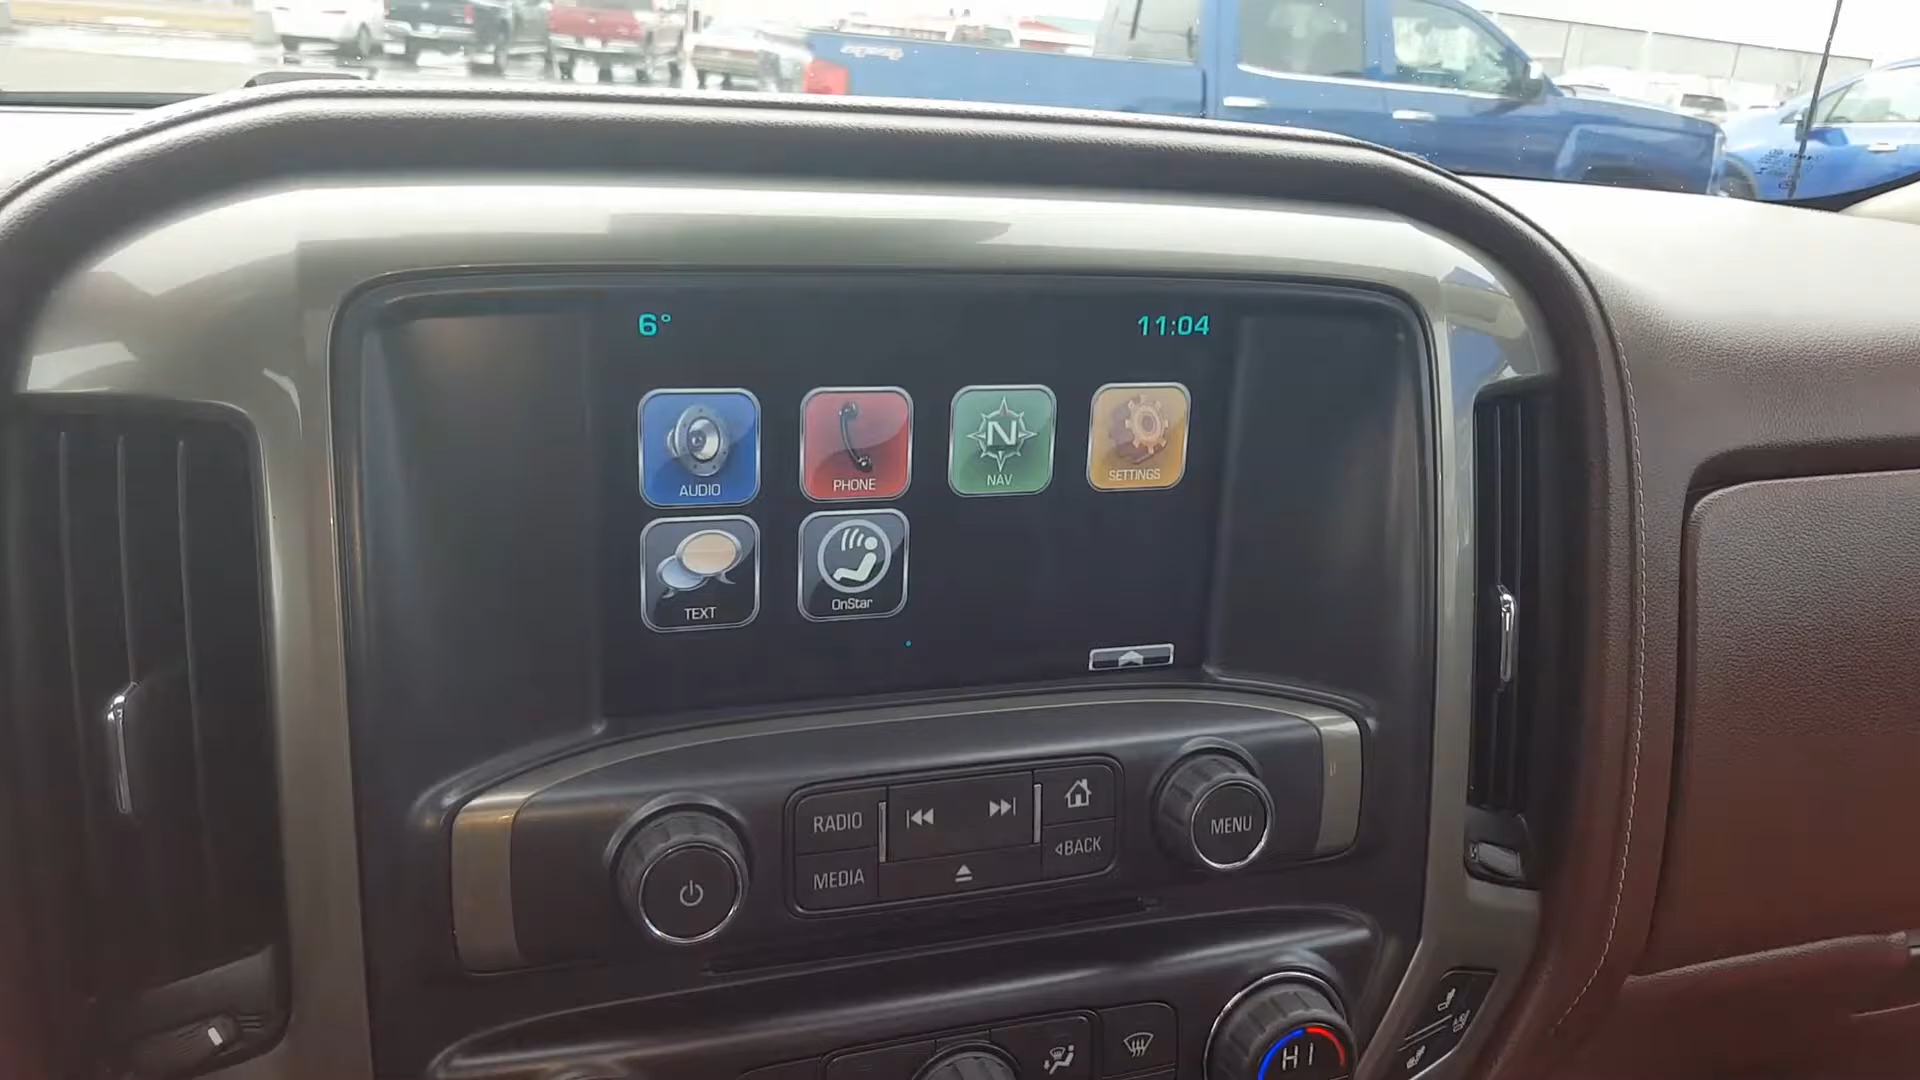 6° 11:04
AUDIO PHONE N NAV SETTINGS
TEXT OnStar
RADIO
MEDIA
BACK
MENU
HI